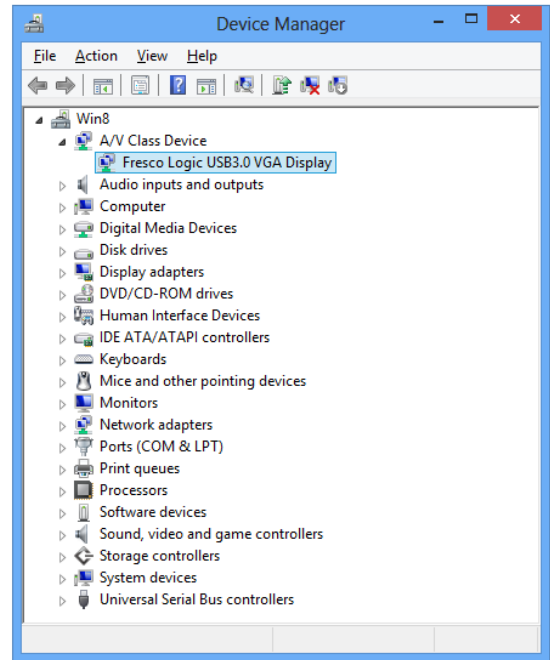 Device Manager
File Action View Help
Win8
A/V Class Device
Fresco Logic USB3.0 VGA Display
Audio inputs and outputs
Computer
Digital Media Devices
Disk drives
Display adapters
DVD/CD-ROM drives
Human Interface Devices
IDE ATA/ATAPI controllers
Keyboards
Mice and other pointing devices
Monitors
Network adapters
Ports (COM & LPT)
Print queues
Processors
Software devices
Sound, video and game controllers
Storage controllers
System devices
Universal Serial Bus controllers